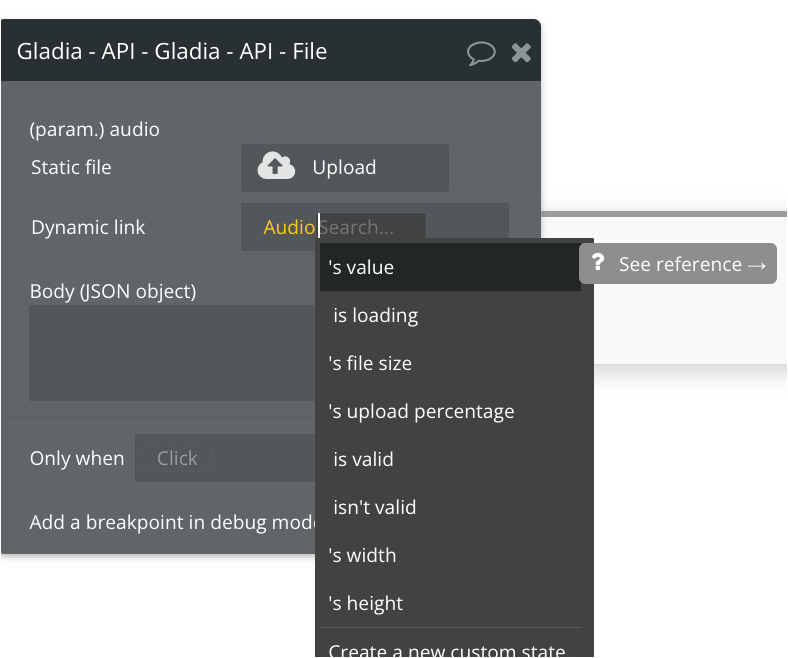 Gladia - API - Gladia - API - File
(param.) audio
Static file
Upload
Dynamic link
Audio Search...
's value
? See reference →
Body (JSON object)
is loading
's file size
's upload percentage
Only when
Click
is valid
isn't valid
Add a breakpoint in debug mod
's width
's height
Create a new custom state